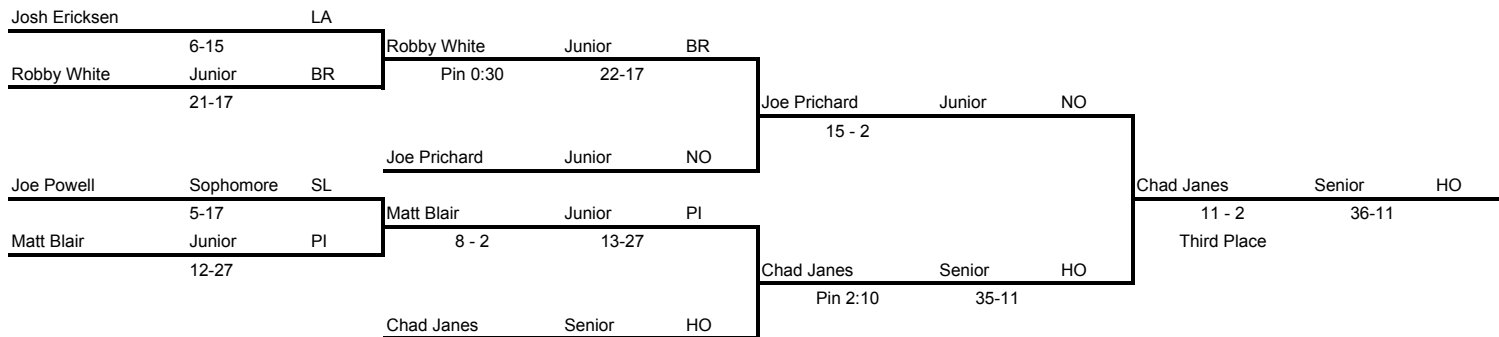 Josh Ericksen LA
6-15
Robby White Junior BR
Robby White Junior BR
Pin 0:30 22-17
21-17
Joe Prichard Junior NO
15 - 2
Joe Prichard Junior NO
Joe Powell Sophomore SL
Chad Janes Senior HO
5-17
Matt Blair Junior PI
11 - 2 36-11
Matt Blair Junior PI
8 - 2 13-27
Third Place
12-27
Chad Janes Senior HO
Pin 2:10 35-11
Chad Janes Senior HO